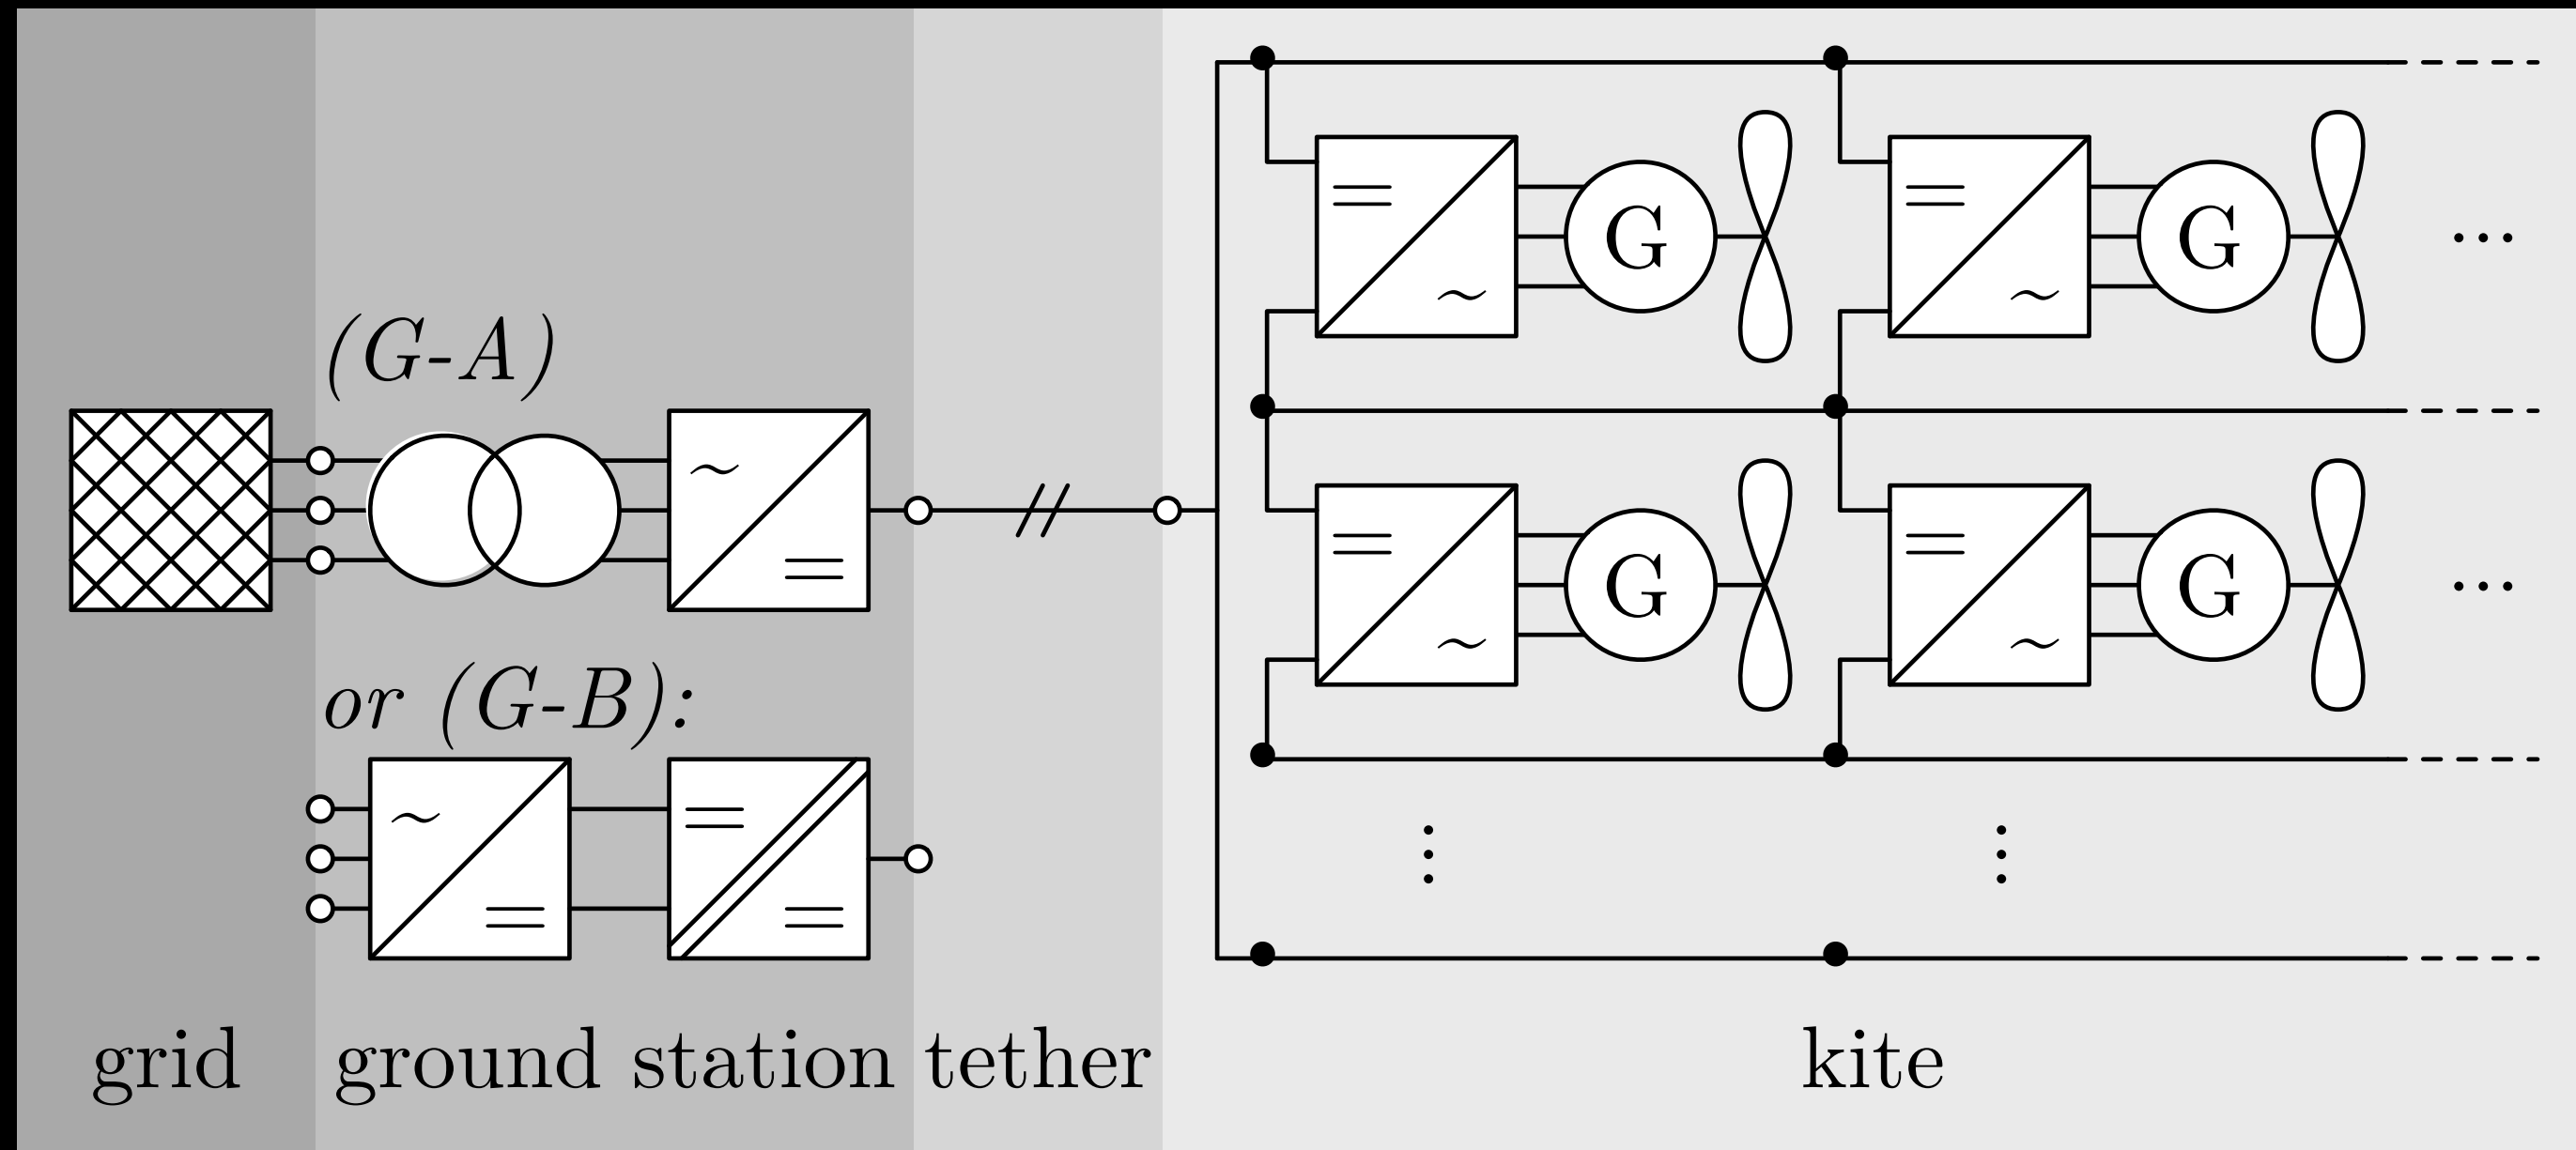 (G-A)
or (G-B):
G
G
...
G
G
...
grid
ground station
tether
kite